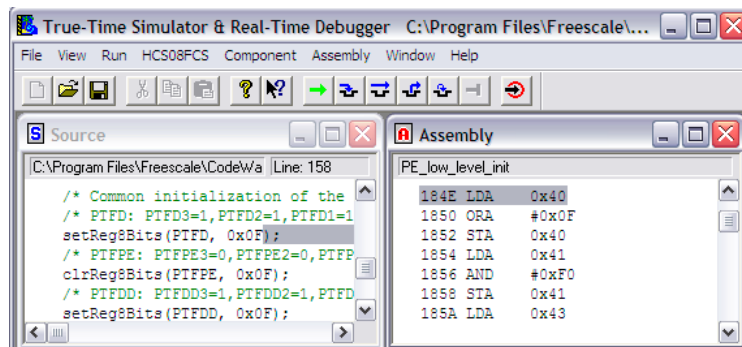 True-Time Simulator & Real-Time Debugger C:\Program Files\Freescale\...
File View Run HCS08FCS Component Assembly Window Help
Source
C:\Program Files\Freescale\CodeWa Line: 158
/* Common initialization of the
/* PTFD: PTFD3=1,PTFD2=1,PTFD1=1
setReg8Bits(PTFD, 0x0F);
/* PTFPE: PTFPE3=0,PTFPE2=0,PTFP
clrReg8Bits(PTFPE, 0x0F);
/* PTFDD: PTFDD3=1,PTFDD2=1,PTFD
setReg8Bits(PTFDD, 0x0F);
Assembly
PE_low_level_init
184E LDA 0x40
1850 ORA #0x0F
1852 STA 0x40
1854 LDA 0x41
1856 AND #0xF0
1858 STA 0x41
185A LDA 0x43